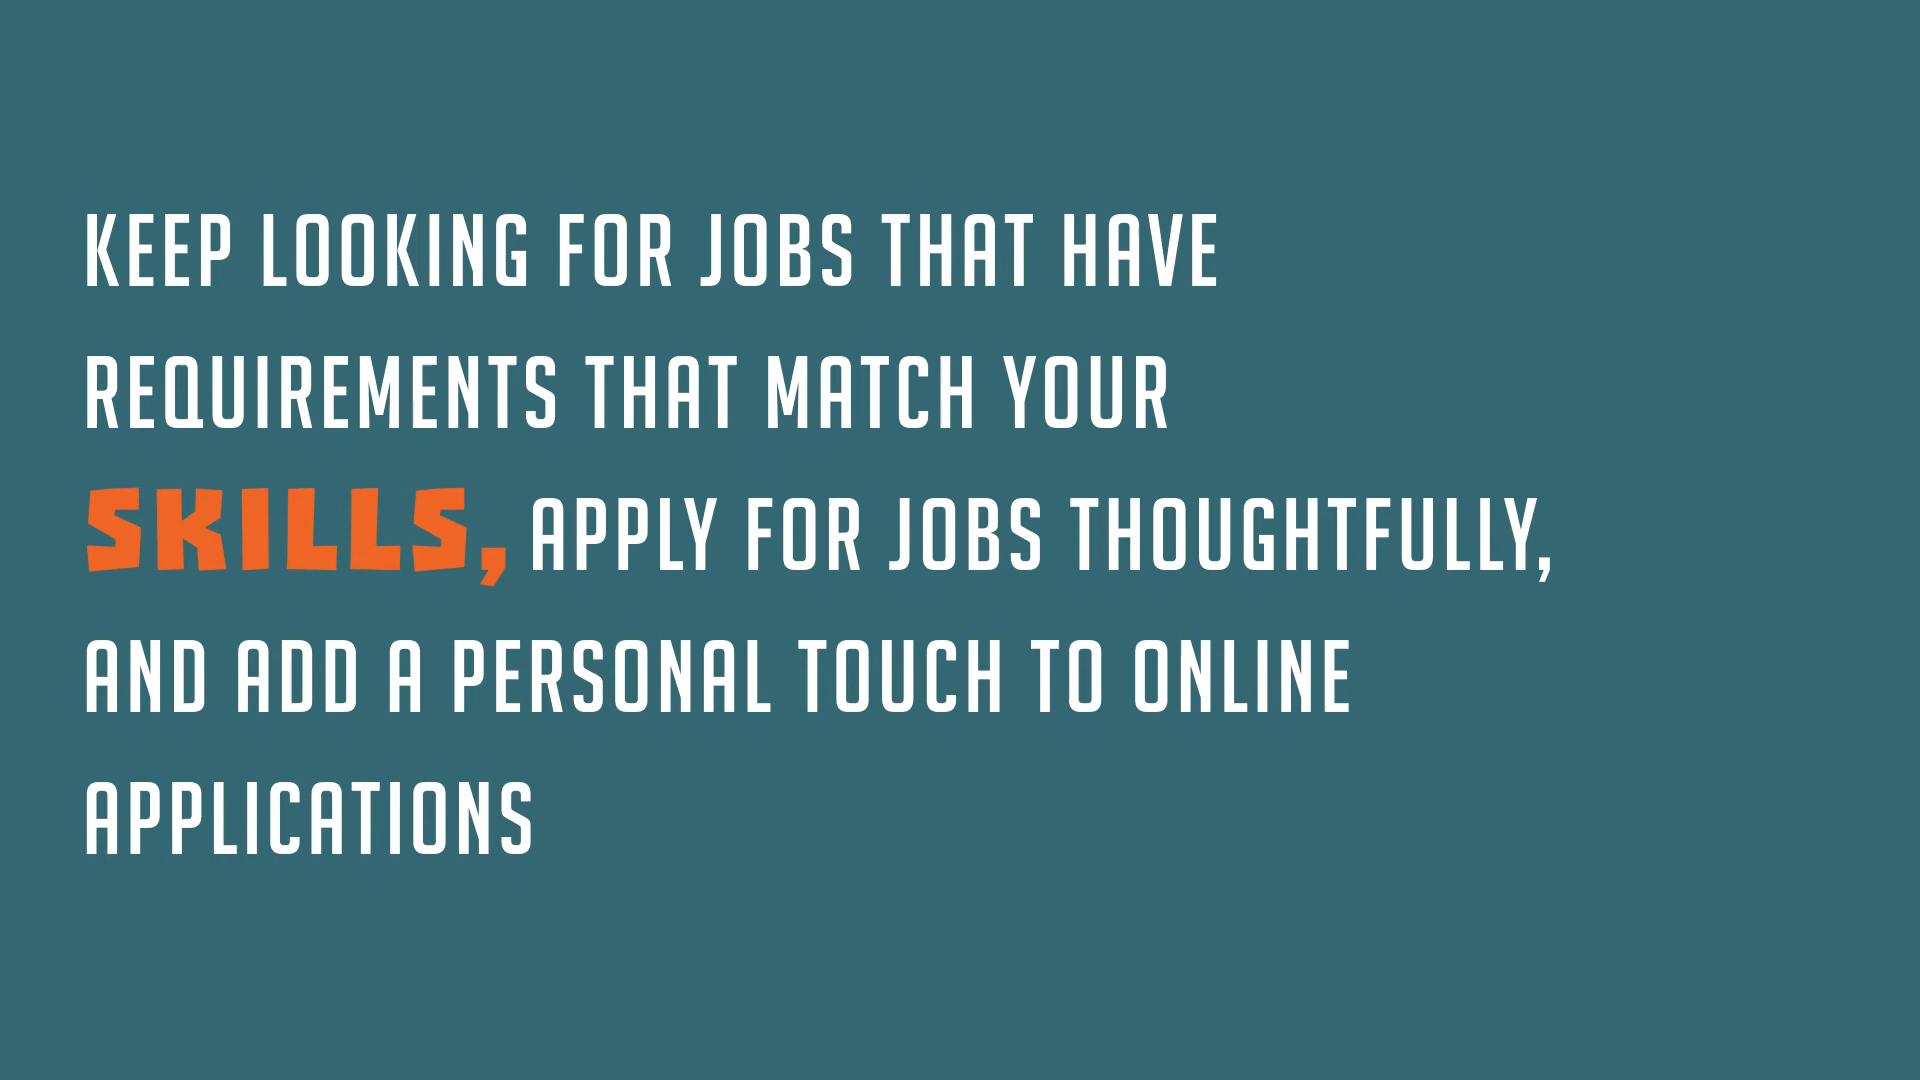 KEEP LOOKING FOR JOBS THAT HAVE
REQUIREMENTS THAT MATCH YOUR
SKILLS, APPLY FOR JOBS THOUGHTFULLY,
AND ADD A PERSONAL TOUCH TO ONLINE
APPLICATIONS